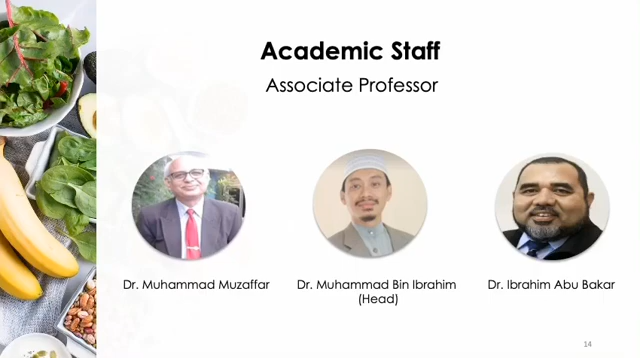 Academic Staff
Associate Professor
Dr. Muhammad Muzaffar
Dr. Muhammad Bin Ibrahim
(Head)
Dr. Ibrahim Abu Bakar
14